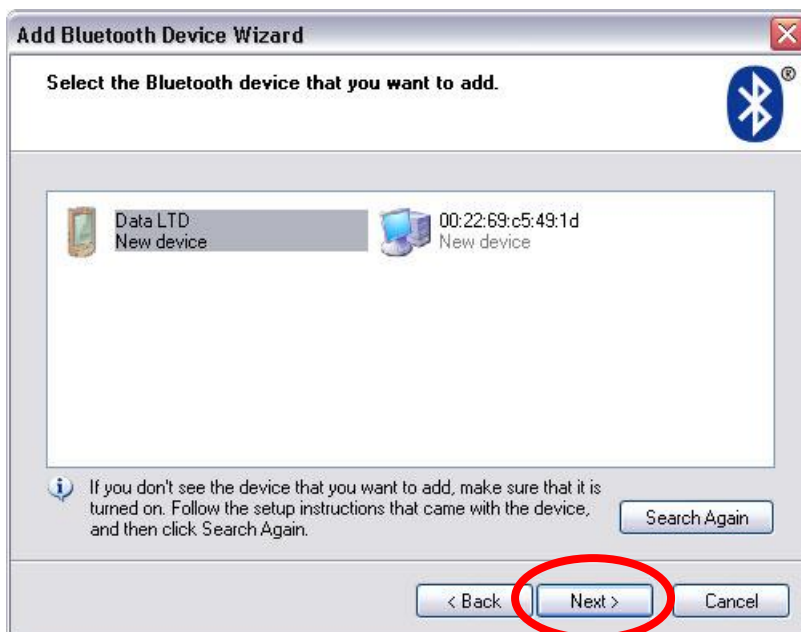 Add Bluetooth Device Wizard
Select the Bluetooth device that you want to add.
®
Data LTD
New device
00:22:69:c5:49:1d
New device
If you don't see the device that you want to add, make sure that it is
turned on. Follow the setup instructions that came with the device,
and then click Search Again.
Search Again
< Back
Next >
Cancel